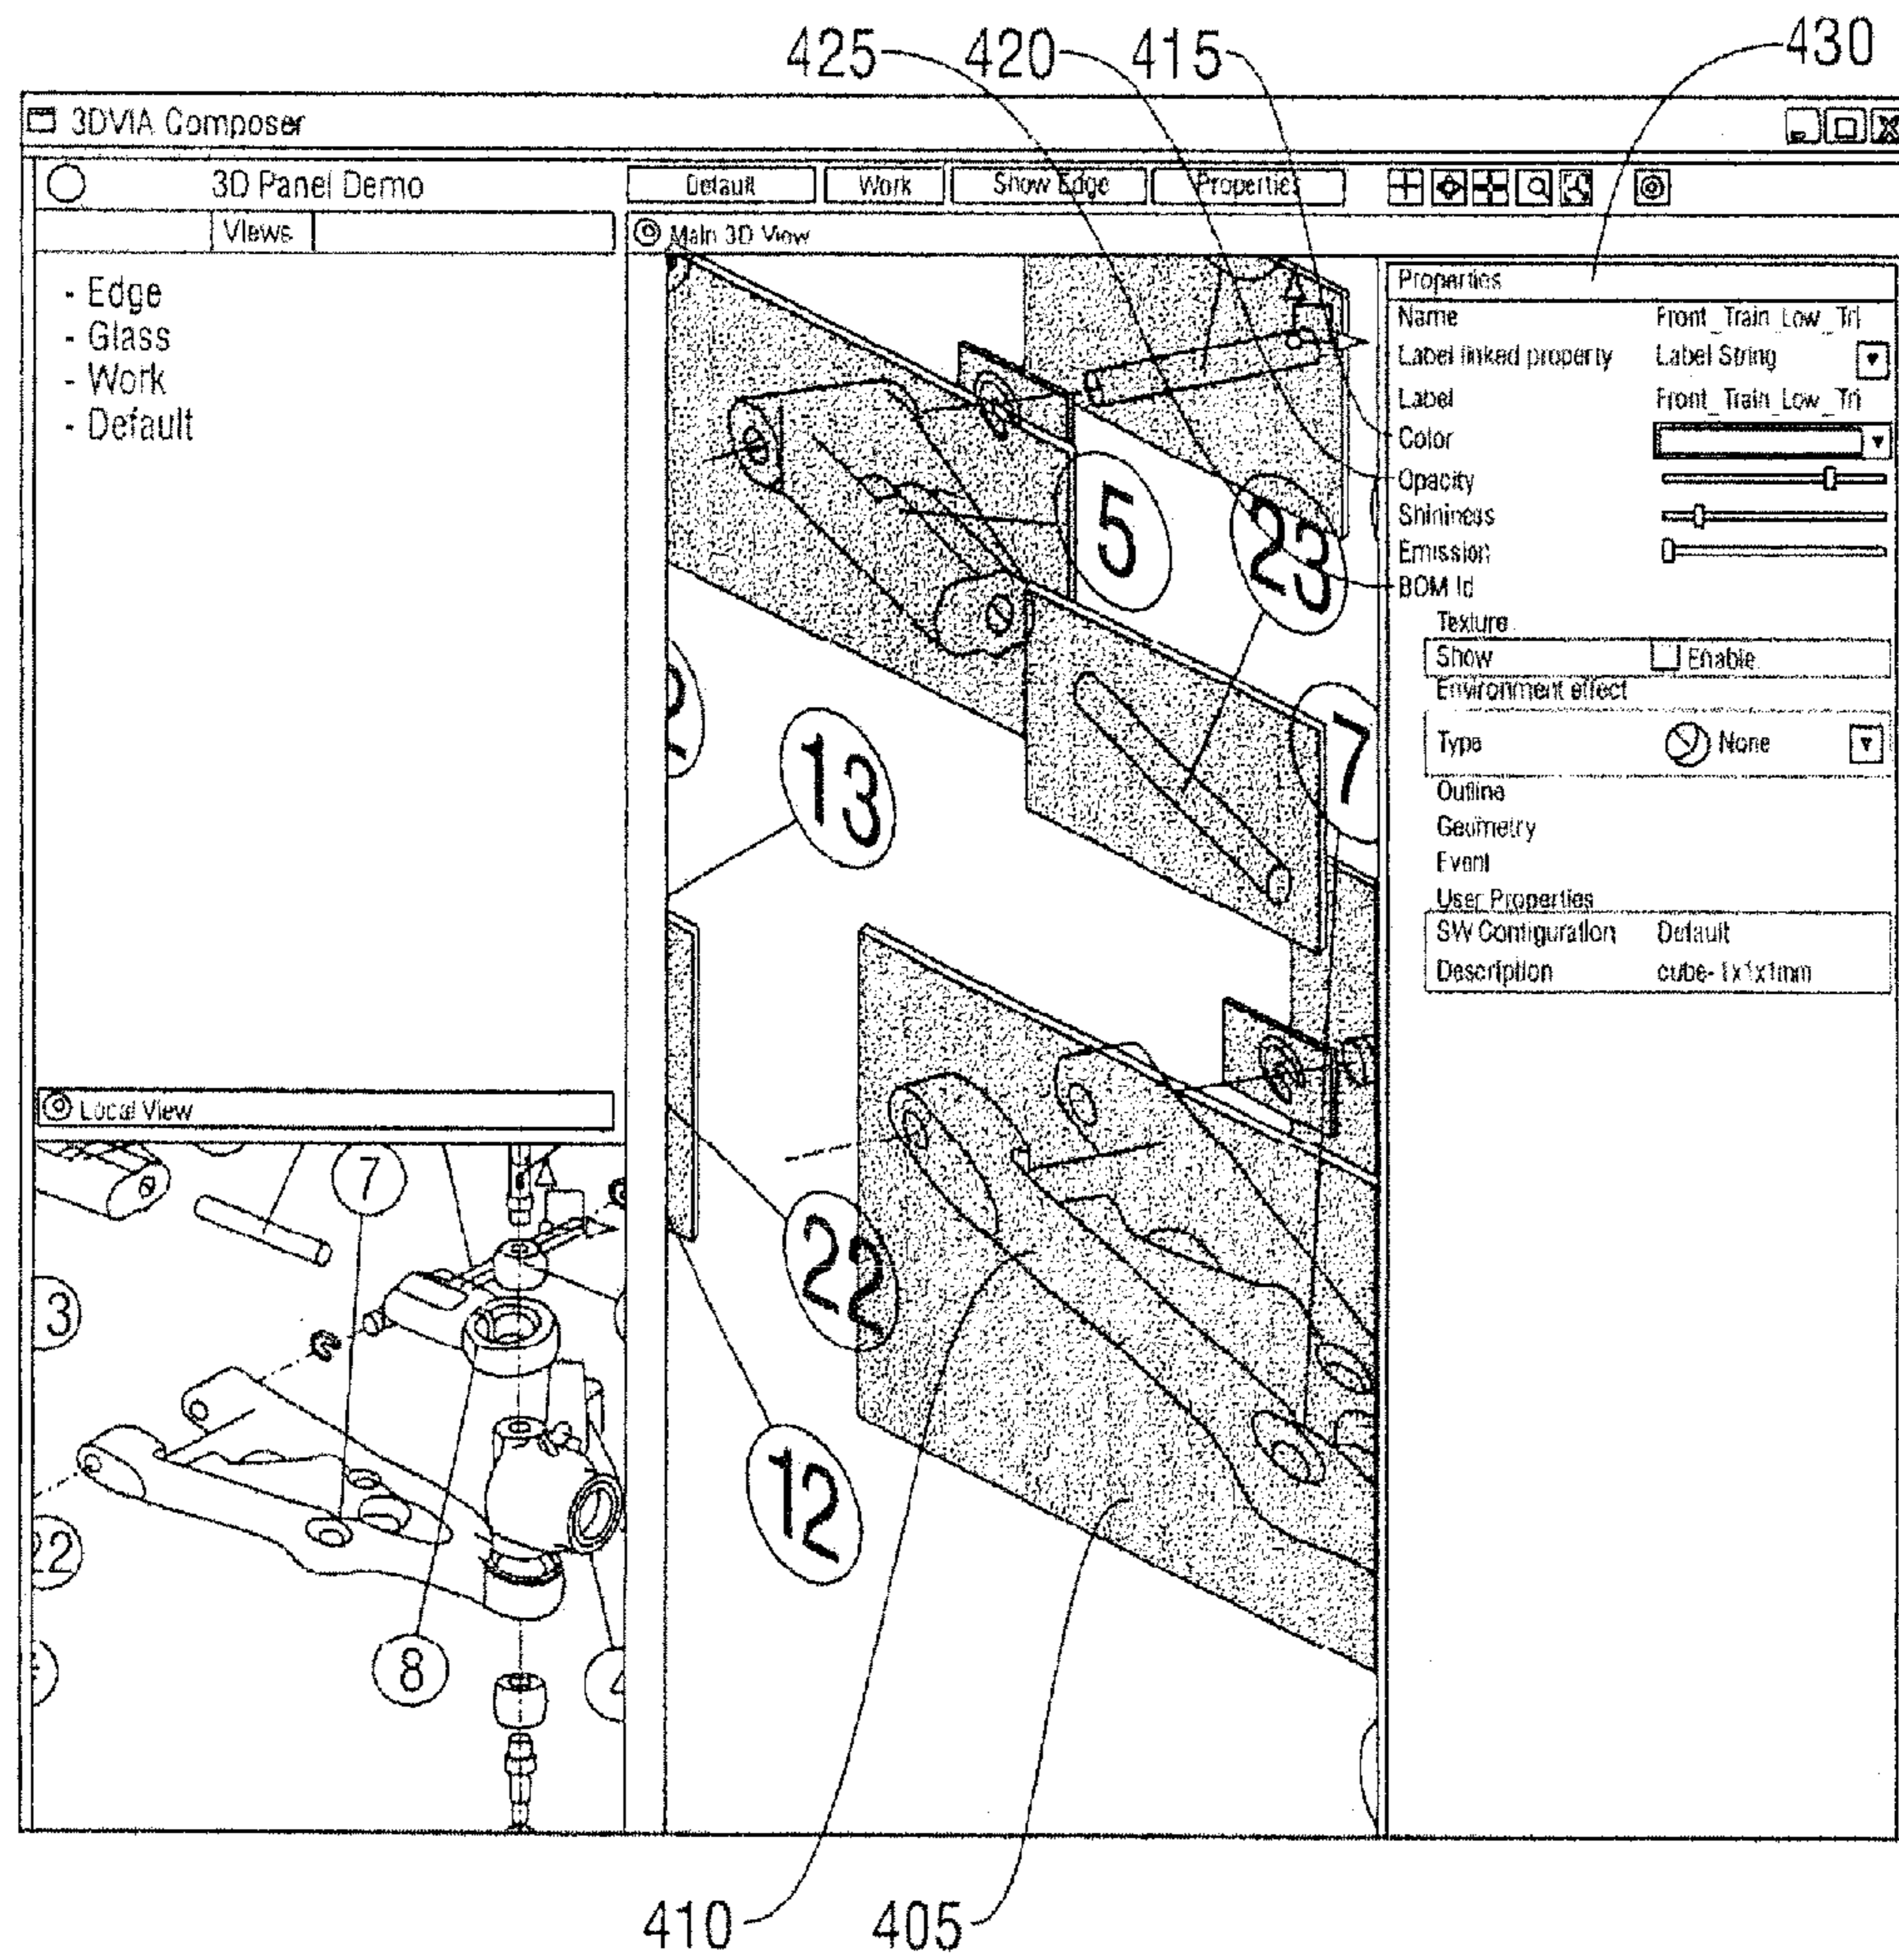 425 420 415 430
3DVIA Composer
3D Panel Demo
Default Work Show Edge Properties
Views
Main 3D View
- Edge
- Glass
- Work
- Default
Properties
Name Front_Train_Low_Tri
Label linked property Label String
Label Front_Train_Low_Tri
Color
Opacity
Shininess
Emission
BOM Id
Texture
Show Enable
Environment effect
Type None
Outline
Geometry
Event
User Properties
SW Configuration Default
Description cube-1x1x1mm
5
23
2
7
13
22
12
Local View
7
3
22
8
4
410 405